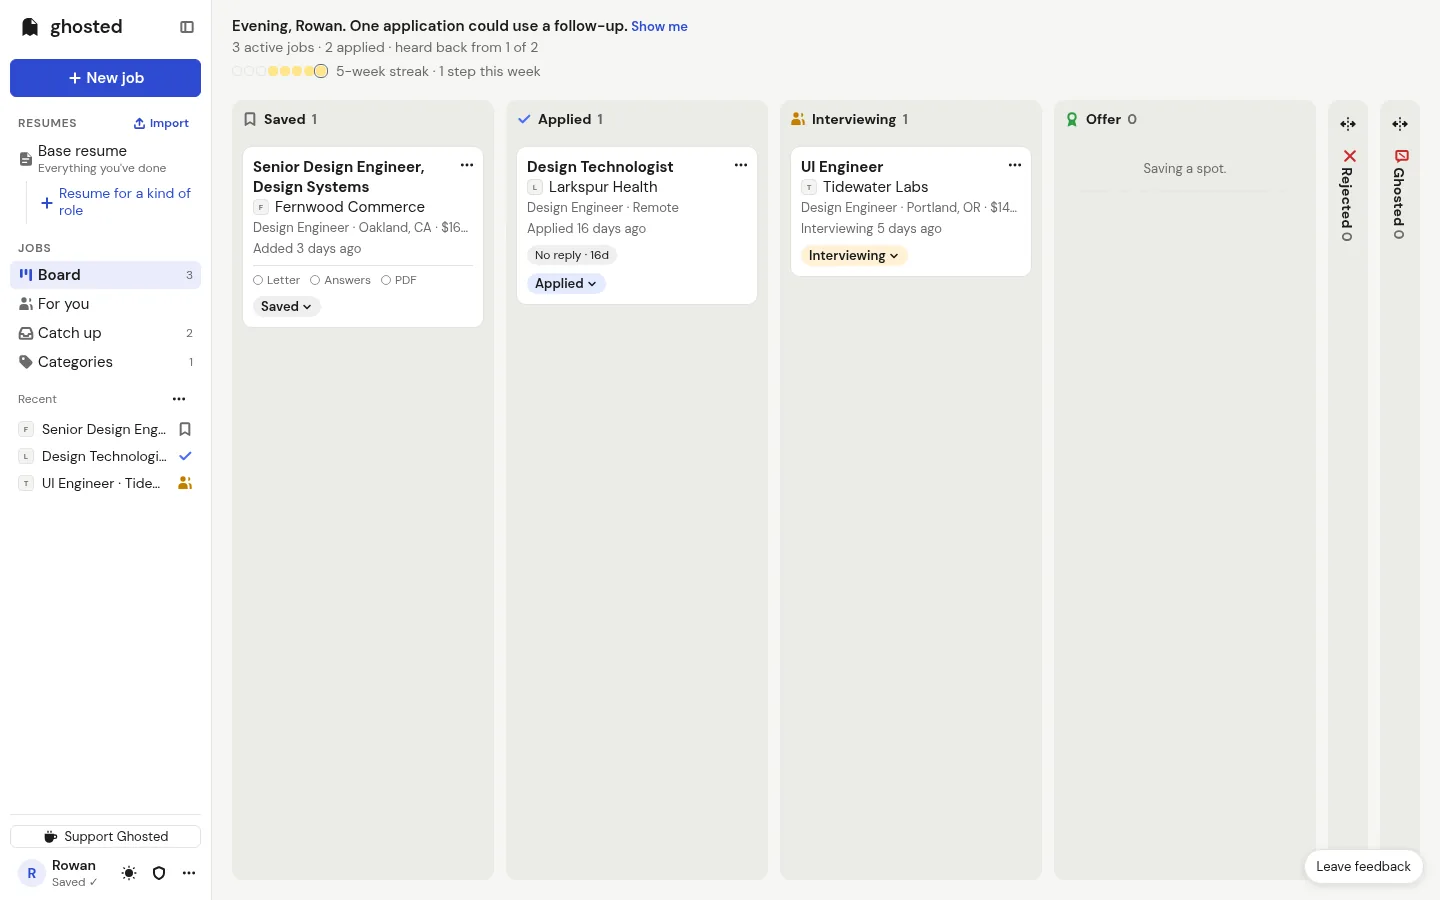 ghosted
+ New job
RESUMES
Import
Base resume
Everything you've done
+ Resume for a kind of
role
JOBS
Board 3
For you
Catch up 2
Categories 1
Recent
F Senior Design Eng...
L Design Technologi...
T UI Engineer · Tide...
Support Ghosted
R
Rowan
Saved ✓
Evening, Rowan. One application could use a follow-up. Show me
3 active jobs · 2 applied · heard back from 1 of 2
5-week streak · 1 step this week
Saved 1
Senior Design Engineer,
Design Systems
F Fernwood Commerce
Design Engineer · Oakland, CA · $16...
Added 3 days ago
Letter Answers PDF
Saved
Applied 1
Design Technologist
L Larkspur Health
Design Engineer · Remote
Applied 16 days ago
No reply · 16d
Applied
Interviewing 1
UI Engineer
T Tidewater Labs
Design Engineer · Portland, OR · $14...
Interviewing 5 days ago
Interviewing
Offer 0
Saving a spot.
Rejected 0
Ghosted 0
Leave feedback